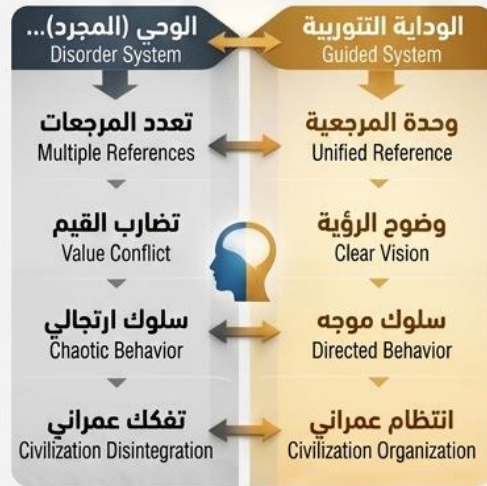 الوحي (المجرد)...
Disorder System
تعدد المرجعات
Multiple References
تضارب القيم
Value Conflict
سلوك ارتجالي
Chaotic Behavior
تفكك عمراني
Civilization Disintegration
الوداية التتوربية
Guided System
وحدة المرجعية
Unified Reference
وضوح الرؤية
Clear Vision
سلوك موجه
Directed Behavior
انتظام عمراني
Civilization Organization